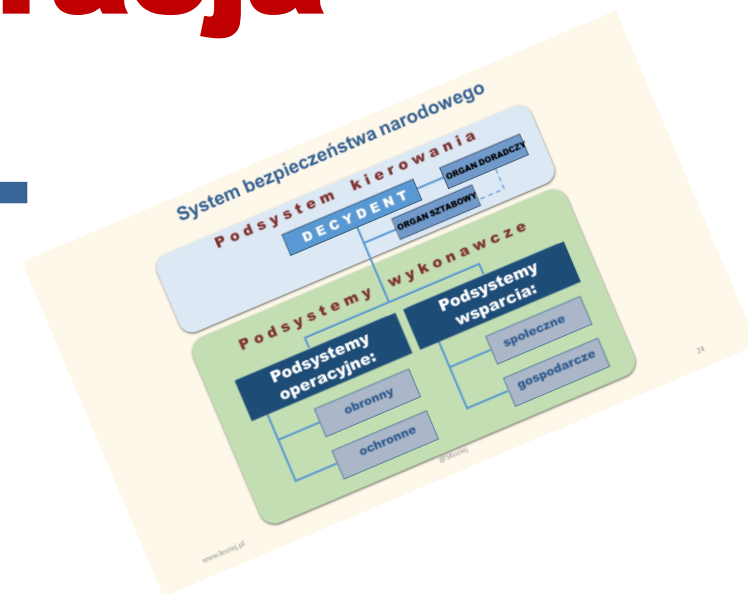 System bezpieczeństwa narodowego
Podsystem kierowania
ORGAN DORADCZY
DECYDENT
ORGAN SZTABOWY
Podsystemy wykonawcze
Podsystemy
operacyjne:
obronny
ochronne
Podsystemy
wsparcia:
społeczne
gospodarcze
24
@SKoziej
www.koziej.pl